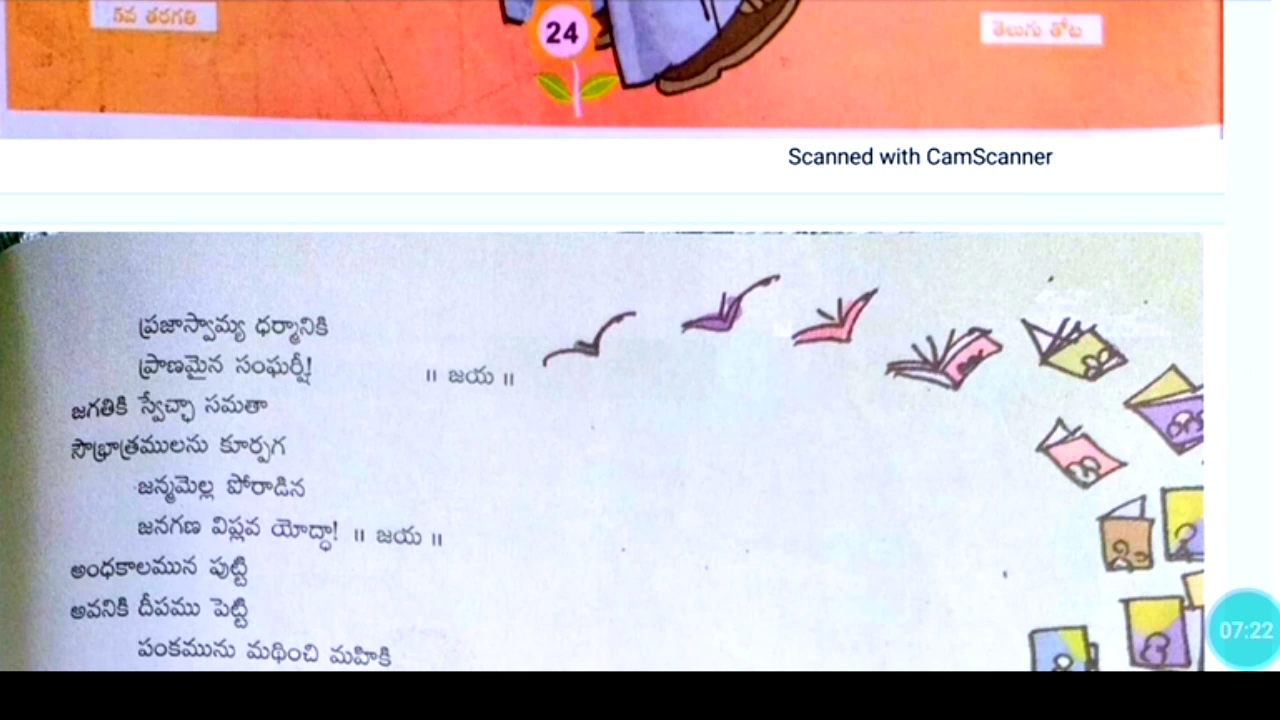 5వ తరగతి
24
తెలుగు తోట
Scanned with CamScanner
ప్రజాస్వామ్య ధర్మానికి
ప్రాణమైన సంఘర్షీ!
॥ జయ ॥
జగతికి స్వేచ్ఛా సమతా
సౌభ్రాత్రములను కూర్పగ
జన్మమెల్ల పోరాడిన
జనగణ విప్లవ యోద్ధా! ॥ జయ ॥
అంధకాలమున పుట్టి
అవనికి దీపము పెట్టి
పంకమును మథించి మహికి
07:22